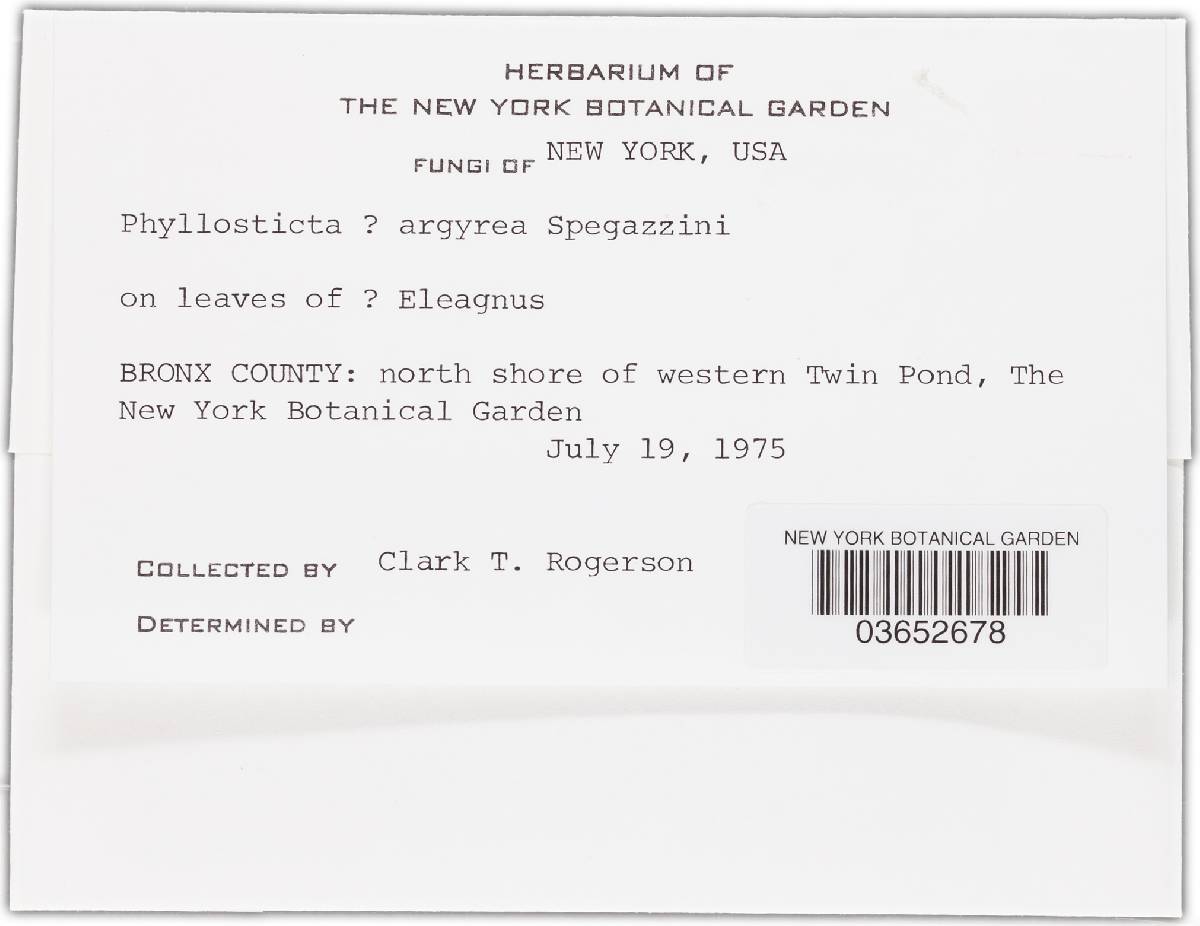 HERBARIUM OF
THE NEW YORK BOTANICAL GARDEN
FUNGI OF NEW YORK, USA
Phyllosticta ? argyrea Spegazzini
on leaves of ? Eleagnus
BRONX COUNTY: north shore of western Twin Pond, The
New York Botanical Garden
July 19, 1975
COLLECTED BY Clark T. Rogerson
DETERMINED BY
NEW YORK BOTANICAL GARDEN
03652678